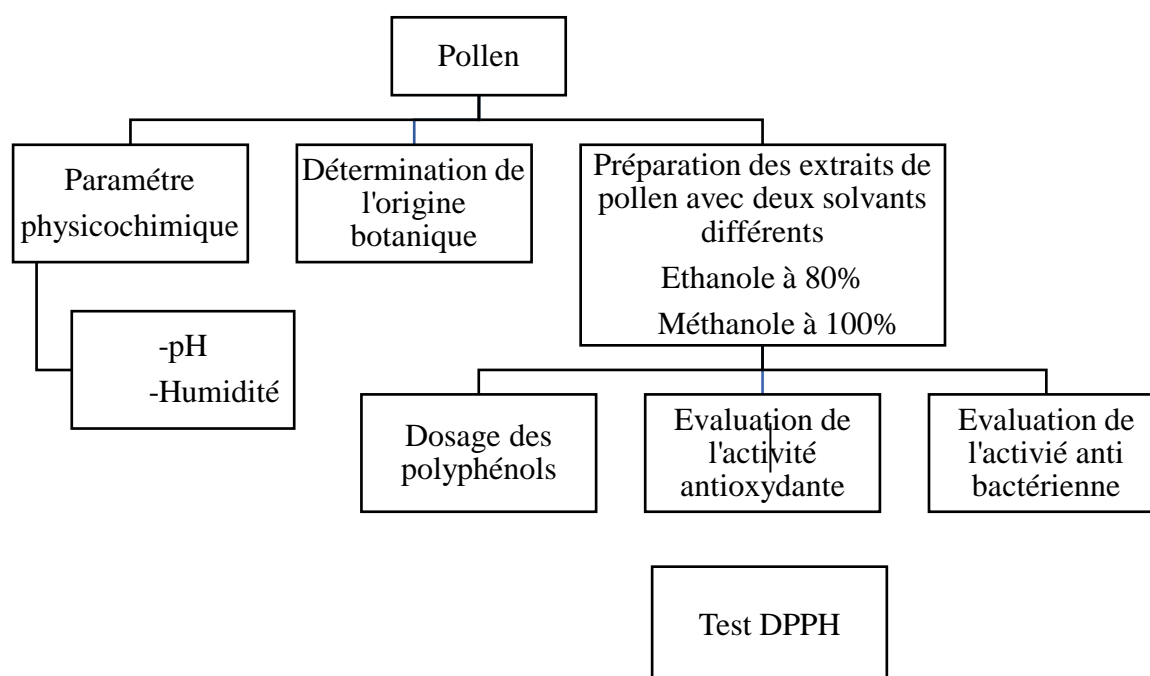 Pollen
Paramétre
physicochimique
Détermination de
l'origine
botanique
Préparation des extraits de
pollen avec deux solvants
différents
Ethanole à 80%
Méthanole à 100%
-pH
-Humidité
Dosage des
polyphénols
Evaluation de
l'activité
antioxydante
Evaluation de
l'activié anti
bactérienne
Test DPPH